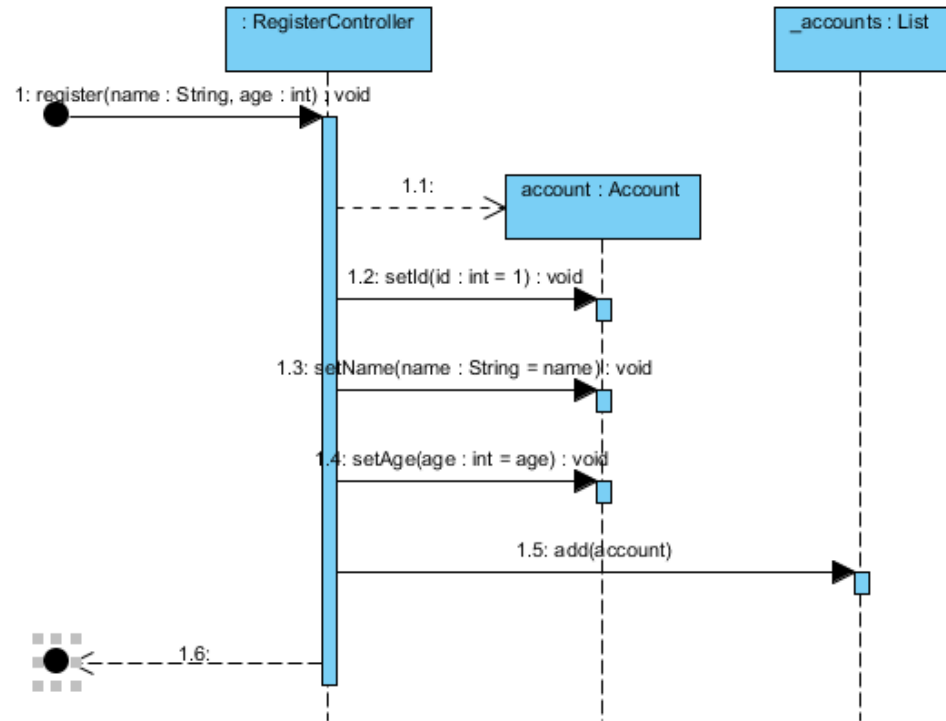 : RegisterController
_accounts : List
1: register(name : String, age : int) : void
1.1:
account : Account
1.2: setId(id : int = 1) : void
1.3: setName(name : String = name) : void
1.4: setAge(age : int = age) : void
1.5: add(account)
1.6: